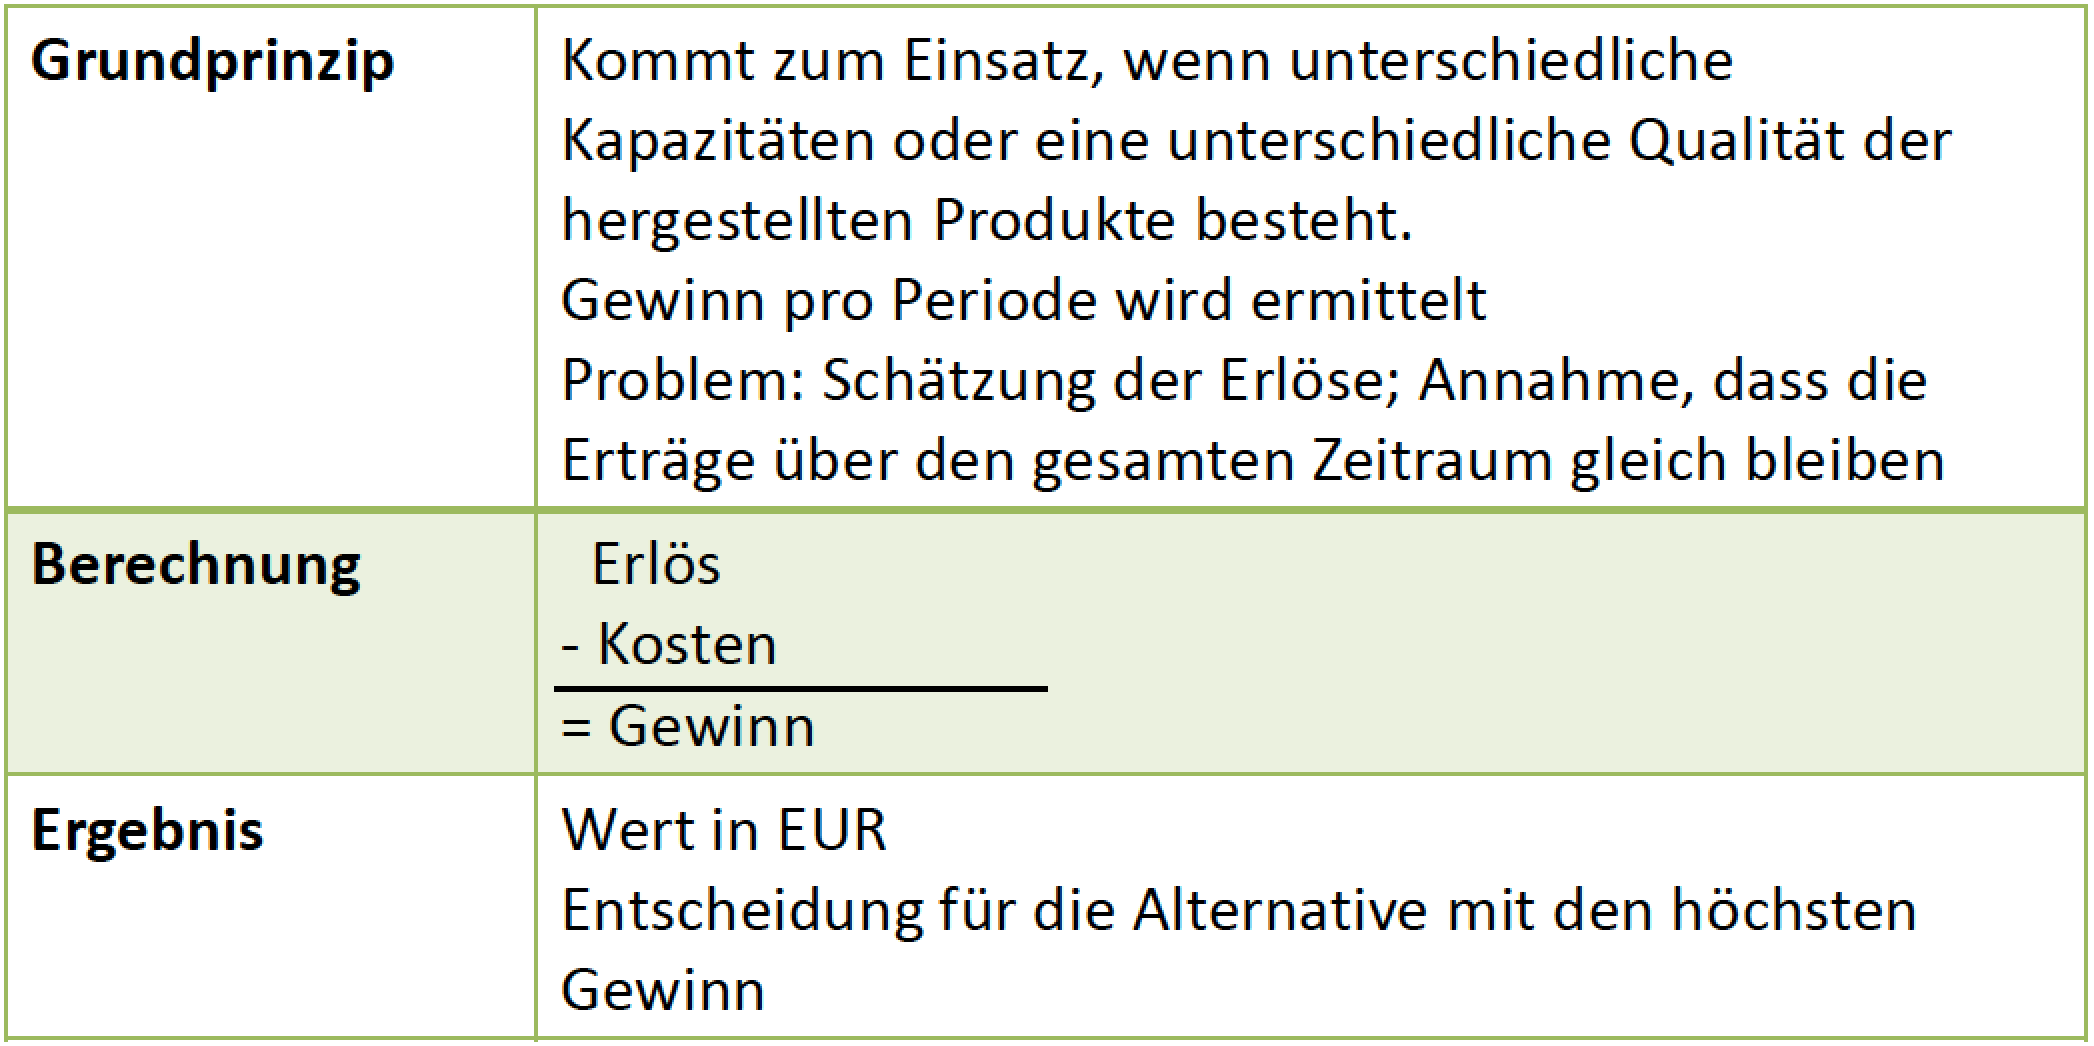 Grundprinzip
Kommt zum Einsatz, wenn unterschiedliche
Kapazitäten oder eine unterschiedliche Qualität der
hergestellten Produkte besteht.
Gewinn pro Periode wird ermittelt
Problem: Schätzung der Erlöse; Annahme, dass die
Erträge über den gesamten Zeitraum gleich bleiben
Berechnung
Erlös
- Kosten
= Gewinn
Ergebnis
Wert in EUR
Entscheidung für die Alternative mit den höchsten
Gewinn